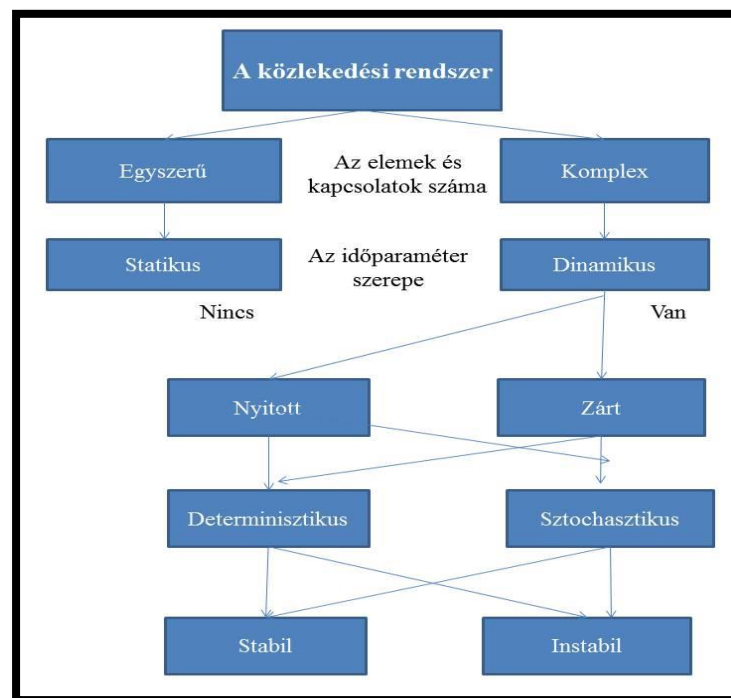 A közlekedési rendszer
Egyszerű
Az elemek és
kapcsolatok száma
Komplex
Statikus
Az időparaméter
szerepe
Dinamikus
Nincs
Van
Nyitott
Zárt
Determinisztikus
Sztochasztikus
Stabil
Instabil